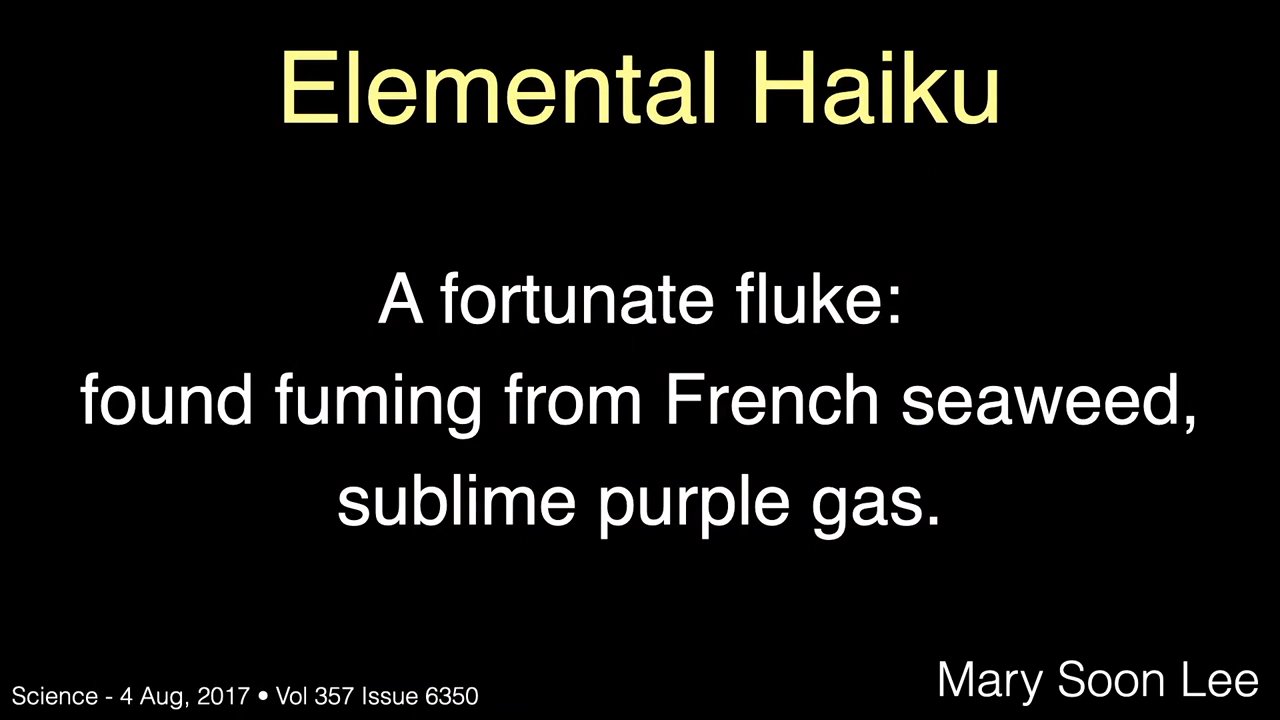 Elemental Haiku
A fortunate fluke:
found fuming from French seaweed,
sublime purple gas.
Mary Soon Lee
Science - 4 Aug, 2017 • Vol 357 Issue 6350